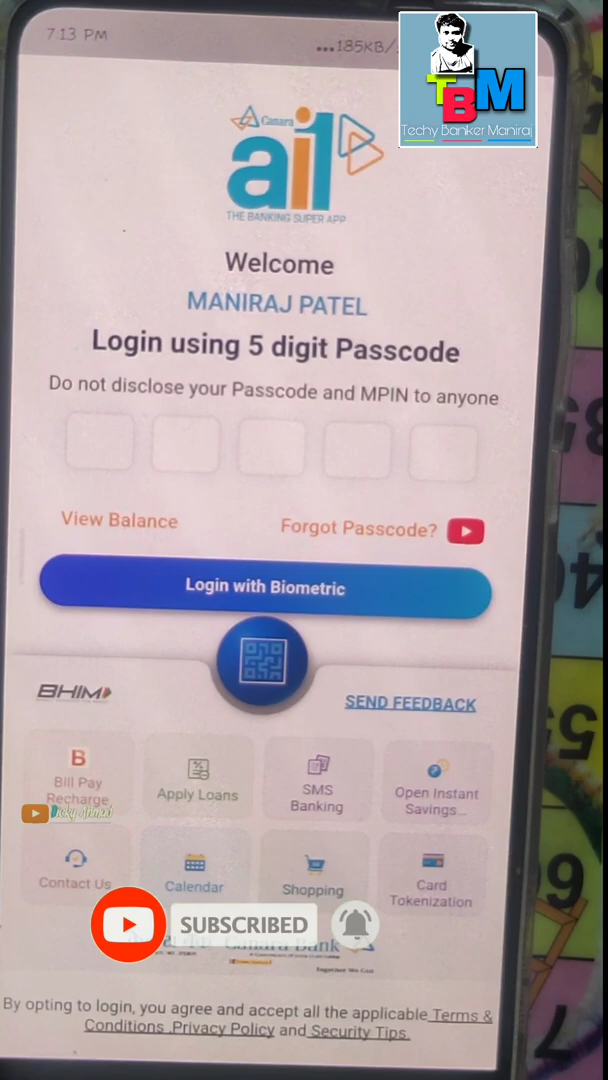 7:13 PM
...185KB/
TBM
Techy Banker Maniraj
Canara
ai1
THE BANKING SUPER APP
Welcome
MANIRAJ PATEL
Login using 5 digit Passcode
Do not disclose your Passcode and MPIN to anyone
View Balance
Forgot Passcode?
Login with Biometric
BHIM
SEND FEEDBACK
B
Bill Pay
Recharge
Apply Loans
SMS
Banking
Open Instant
Savings...
Contact Us
Calendar
Shopping
Card
Tokenization
SUBSCRIBED
Canara Bank
Together We Can
By opting to login, you agree and accept all the applicable Terms &
Conditions ,Privacy Policy and Security Tips.